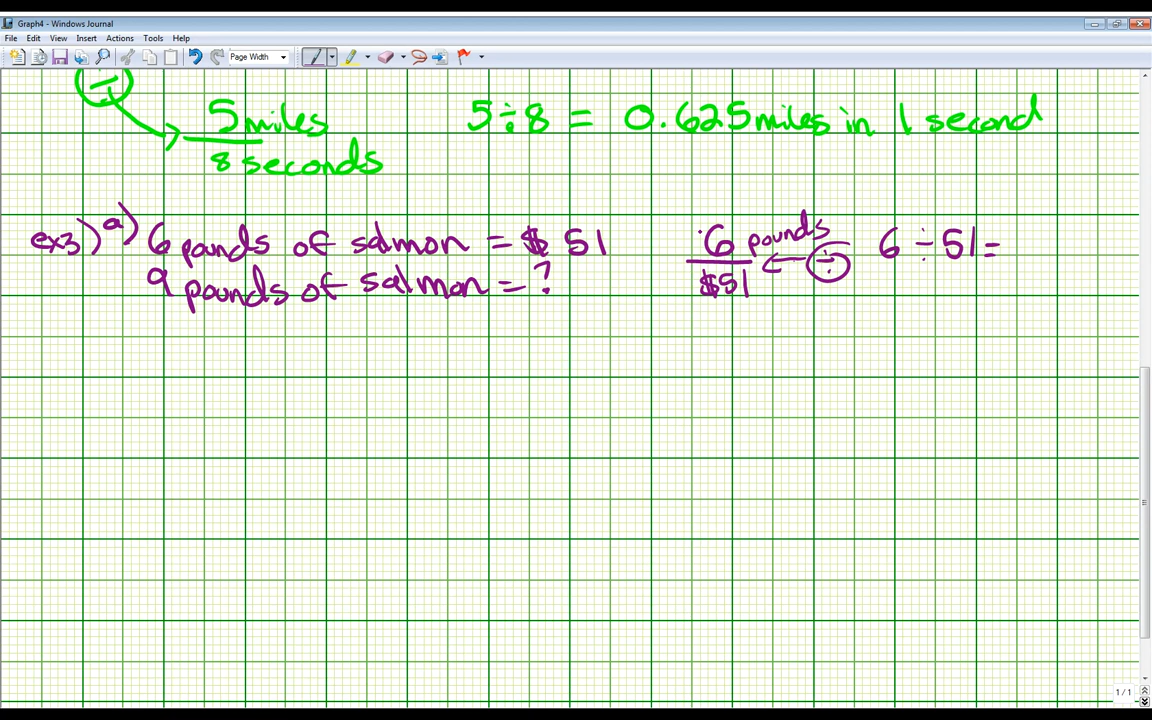 Graph4 - Windows Journal
File Edit View Insert Actions Tools Help
Page Width
5 miles
8 seconds
5 ÷ 8 = 0.625 miles in 1 second
ex3) a) 6 pounds of salmon = $ 51
9 pounds of salmon = ?
6 pounds
$51
÷
6 ÷ 51 =
1 / 1